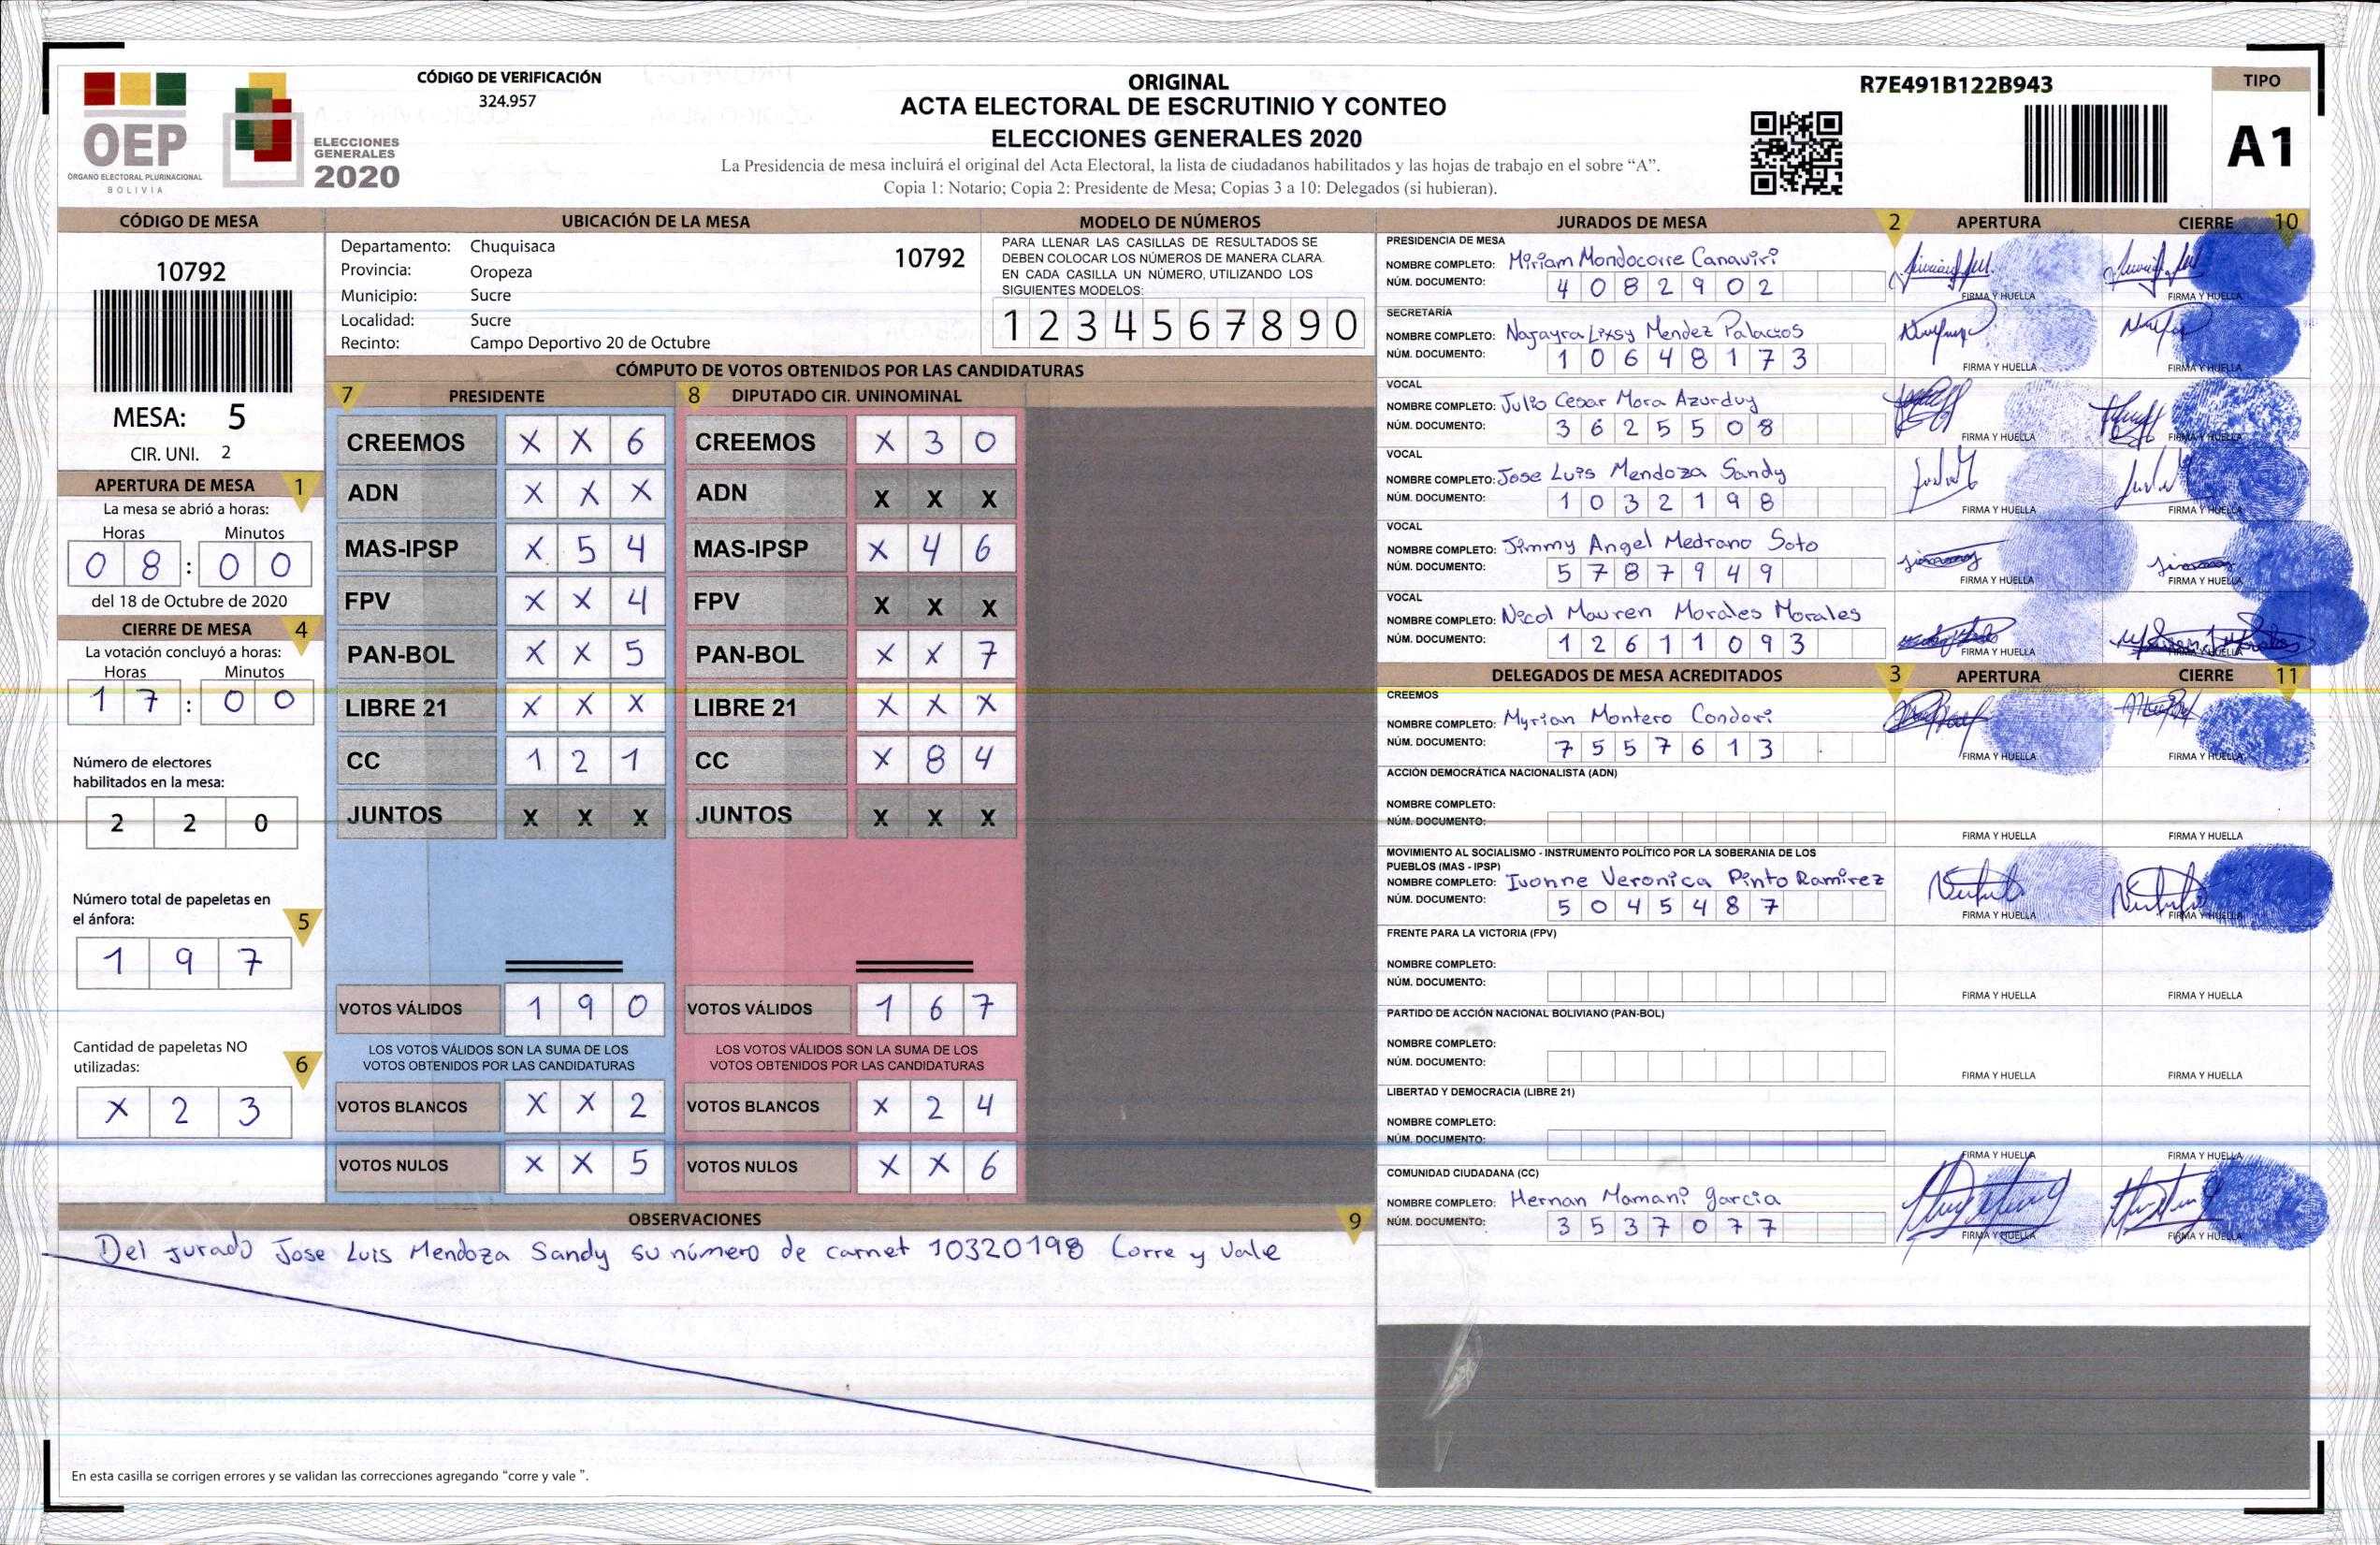 OEP
ÓRGANO ELECTORAL PLURINACIONAL
BOLIVIA
ELECCIONES
GENERALES
2020
CÓDIGO DE VERIFICACIÓN
324.957
ORIGINAL
ACTA ELECTORAL DE ESCRUTINIO Y CONTEO
ELECCIONES GENERALES 2020
La Presidencia de mesa incluirá el original del Acta Electoral, la lista de ciudadanos habilitados y las hojas de trabajo en el sobre “A”.
Copia 1: Notario; Copia 2: Presidente de Mesa; Copias 3 a 10: Delegados (si hubieran).
R7E491B122B943
TIPO
A1
CÓDIGO DE MESA
10792
MESA: 5
CIR. UNI. 2
APERTURA DE MESA 1
La mesa se abrió a horas:
Horas Minutos
0 8 : 0 0
del 18 de Octubre de 2020
CIERRE DE MESA 4
La votación concluyó a horas:
Horas Minutos
1 7 : 0 0
Número de electores
habilitados en la mesa:
2 2 0
Número total de papeletas en
el ánfora: 5
1 9 7
Cantidad de papeletas NO
utilizadas: 6
X 2 3
UBICACIÓN DE LA MESA
Departamento: Chuquisaca 10792
Provincia: Oropeza
Municipio: Sucre
Localidad: Sucre
Recinto: Campo Deportivo 20 de Octubre
MODELO DE NÚMEROS
PARA LLENAR LAS CASILLAS DE RESULTADOS SE
DEBEN COLOCAR LOS NÚMEROS DE MANERA CLARA.
EN CADA CASILLA UN NÚMERO, UTILIZANDO LOS
SIGUIENTES MODELOS:
1 2 3 4 5 6 7 8 9 0
CÓMPUTO DE VOTOS OBTENIDOS POR LAS CANDIDATURAS
7 PRESIDENTE 8 DIPUTADO CIR. UNINOMINAL
CREEMOS X X 6 CREEMOS X 3 0
ADN X X X ADN X X X
MAS-IPSP X 5 4 MAS-IPSP X 4 6
FPV X X 4 FPV X X X
PAN-BOL X X 5 PAN-BOL X X 7
LIBRE 21 X X X LIBRE 21 X X X
CC 1 2 1 CC X 8 4
JUNTOS X X X JUNTOS X X X
VOTOS VÁLIDOS 1 9 0 VOTOS VÁLIDOS 1 6 7
LOS VOTOS VÁLIDOS SON LA SUMA DE LOS LOS VOTOS VÁLIDOS SON LA SUMA DE LOS
VOTOS OBTENIDOS POR LAS CANDIDATURAS VOTOS OBTENIDOS POR LAS CANDIDATURAS
VOTOS BLANCOS X X 2 VOTOS BLANCOS X 2 4
VOTOS NULOS X X 5 VOTOS NULOS X X 6
OBSERVACIONES 9
Del jurado Jose Luis Mendoza Sandy su número de carnet 10320198 Corre y vale
En esta casilla se corrigen errores y se validan las correcciones agregando “corre y vale ”.
JURADOS DE MESA 2 APERTURA CIERRE 10
PRESIDENCIA DE MESA
NOMBRE COMPLETO: Miriam Mondocorre Canaviri
NÚM. DOCUMENTO: 4 0 8 2 9 0 2
FIRMA Y HUELLA FIRMA Y HUELLA
SECRETARÍA
NOMBRE COMPLETO: Najayra Lixsy Mendez Palacios
NÚM. DOCUMENTO: 1 0 6 4 8 1 7 3
FIRMA Y HUELLA FIRMA Y HUELLA
VOCAL
NOMBRE COMPLETO: Julio Cesar Mora Azurduy
NÚM. DOCUMENTO: 3 6 2 5 5 0 8
FIRMA Y HUELLA FIRMA Y HUELLA
VOCAL
NOMBRE COMPLETO: Jose Luis Mendoza Sandy
NÚM. DOCUMENTO: 1 0 3 2 1 9 8
FIRMA Y HUELLA FIRMA Y HUELLA
VOCAL
NOMBRE COMPLETO: Jimmy Angel Medrano Soto
NÚM. DOCUMENTO: 5 7 8 7 9 4 9
FIRMA Y HUELLA FIRMA Y HUELLA
VOCAL
NOMBRE COMPLETO: Nicol Mauren Morales Morales
NÚM. DOCUMENTO: 1 2 6 1 1 0 9 3
FIRMA Y HUELLA FIRMA Y HUELLA
DELEGADOS DE MESA ACREDITADOS 3 APERTURA CIERRE 11
CREEMOS
NOMBRE COMPLETO: Myrian Montero Condori
NÚM. DOCUMENTO: 7 5 5 7 6 1 3
FIRMA Y HUELLA FIRMA Y HUELLA
ACCIÓN DEMOCRÁTICA NACIONALISTA (ADN)
NOMBRE COMPLETO:
NÚM. DOCUMENTO:
FIRMA Y HUELLA FIRMA Y HUELLA
MOVIMIENTO AL SOCIALISMO - INSTRUMENTO POLÍTICO POR LA SOBERANIA DE LOS
PUEBLOS (MAS - IPSP)
NOMBRE COMPLETO: Ivonne Veronica Pinto Ramirez
NÚM. DOCUMENTO: 5 0 4 5 4 8 7
FIRMA Y HUELLA FIRMA Y HUELLA
FRENTE PARA LA VICTORIA (FPV)
NOMBRE COMPLETO:
NÚM. DOCUMENTO:
FIRMA Y HUELLA FIRMA Y HUELLA
PARTIDO DE ACCIÓN NACIONAL BOLIVIANO (PAN-BOL)
NOMBRE COMPLETO:
NÚM. DOCUMENTO:
FIRMA Y HUELLA FIRMA Y HUELLA
LIBERTAD Y DEMOCRACIA (LIBRE 21)
NOMBRE COMPLETO:
NÚM. DOCUMENTO:
FIRMA Y HUELLA FIRMA Y HUELLA
COMUNIDAD CIUDADANA (CC)
NOMBRE COMPLETO: Hernan Mamani Garcia
NÚM. DOCUMENTO: 3 5 3 7 0 7 7
FIRMA Y HUELLA FIRMA Y HUELLA